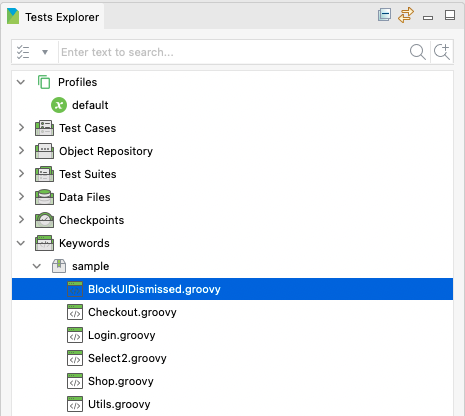 Tests Explorer
Enter text to search...
Profiles
default
Test Cases
Object Repository
Test Suites
Data Files
Checkpoints
Keywords
sample
BlockUIDismissed.groovy
Checkout.groovy
Login.groovy
Select2.groovy
Shop.groovy
Utils.groovy